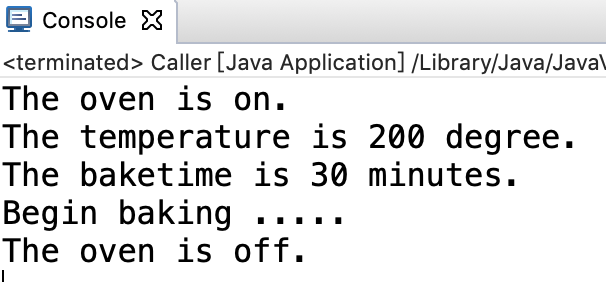 Console
<terminated> Caller [Java Application] /Library/Java/Java
The oven is on.
The temperature is 200 degree.
The baketime is 30 minutes.
Begin baking .....
The oven is off.